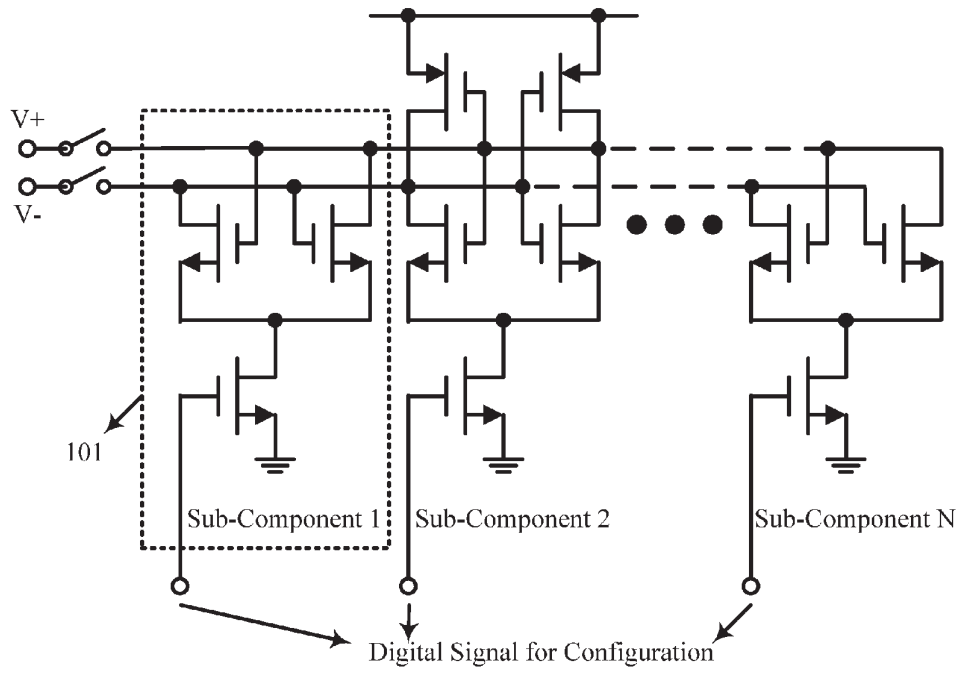 V+
V-
101
Sub-Component 1
Sub-Component 2
Sub-Component N
Digital Signal for Configuration